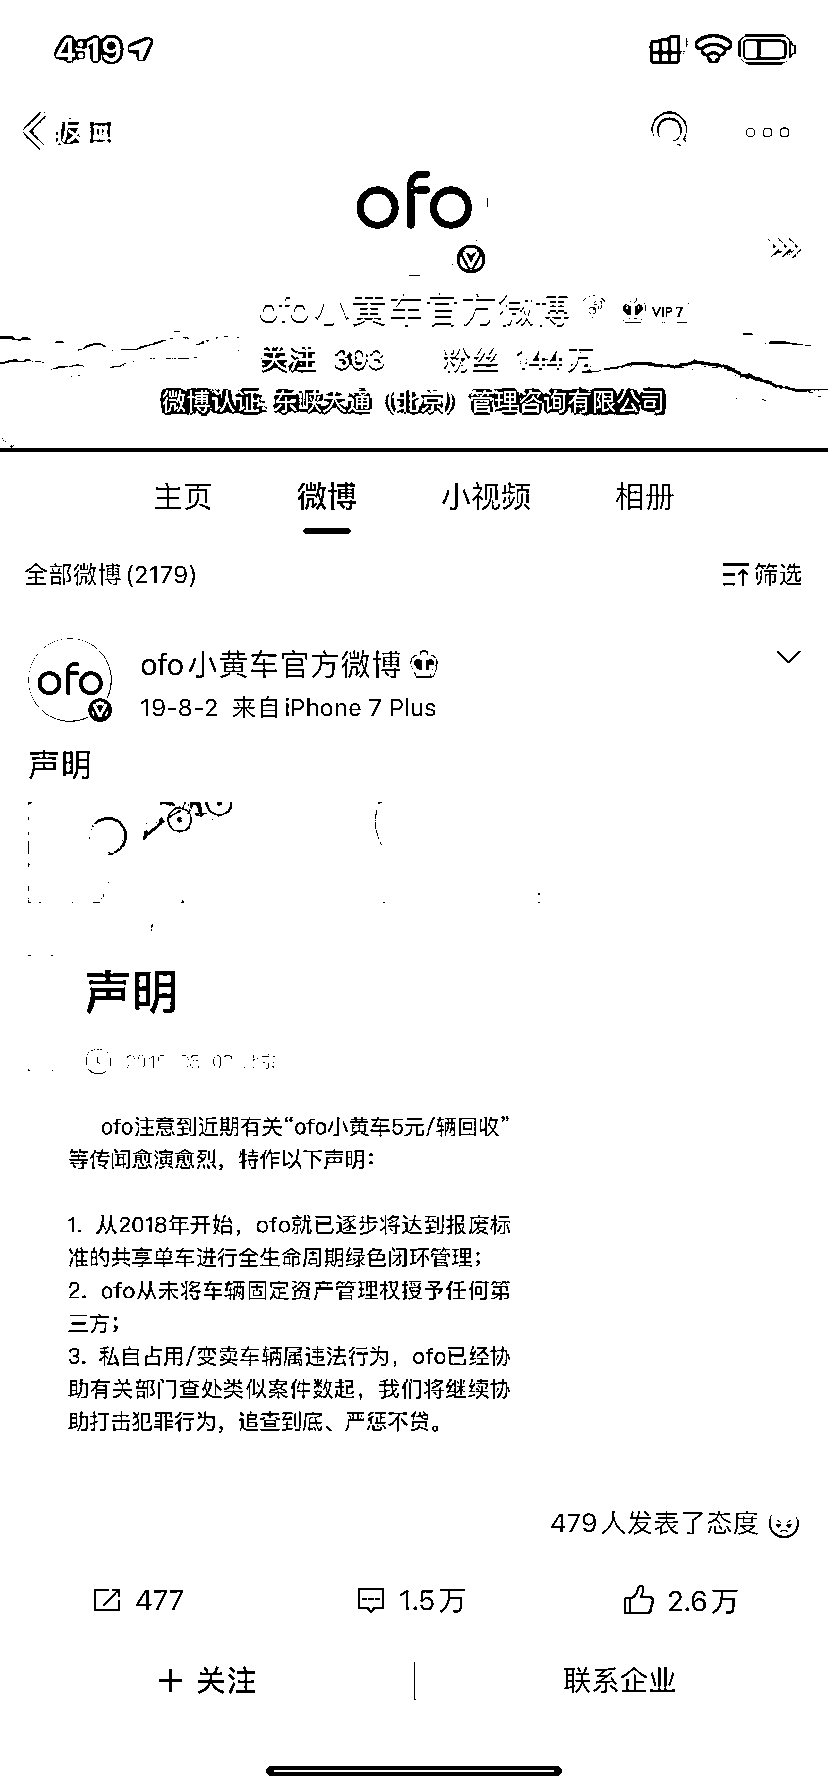 4:19
返回
ofo
ofo小黄车官方微博 VIP 7
关注 393 粉丝 144万
微博认证:东峡大通(北京)管理咨询有限公司
主页 微博 小视频 相册
全部微博(2179) 筛选
ofo
ofo小黄车官方微博
19-8-2 来自iPhone 7 Plus
声明
声明
ofo注意到近期有关“ofo小黄车5元/辆回收”
等传闻愈演愈烈，特作以下声明：
1. 从2018年开始，ofo就已逐步将达到报废标
准的共享单车进行全生命周期绿色闭环管理；
2. ofo从未将车辆固定资产管理权授予任何第
三方；
3. 私自占用/变卖车辆属违法行为，ofo已经协
助有关部门查处类似案件数起，我们将继续协
助打击犯罪行为，追查到底、严惩不贷。
479人发表了态度
477 1.5万 2.6万
+ 关注 联系企业